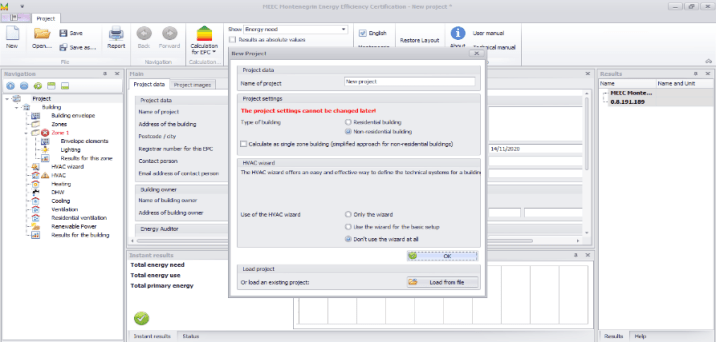 MEEC Montenegrin Energy Efficiency Certification - New project *
Project
New
Open...
Save
Save as...
Report
Back
Forward
Calculation
for EPC
Show Energy need
Results as absolute values
English
Restore Layout
About
User manual
Technical manual
File
Navigation
Calculation
Navigation
Project
Building
Building envelope
Zones
Zone 1
Envelope elements
Lighting
Results for this zone
HVAC wizard
HVAC
Heating
DHW
Cooling
Ventilation
Residential ventilation
Renewable Power
Results for the building
Main
Project data
Project images
Project data
Name of project
Address of the building
Postcode / city
Registrar number for the EPC
Contact person
Email address of contact person
Building owner
Name of building owner
Address of building owner
Energy Auditor
14/11/2020
Instant results
Total energy need
Total energy use
Total primary energy
Instant results
Status
New Project
Project data
Name of project
New project
Project settings
The project settings cannot be changed later!
Type of building
Residential building
Non-residential building
Calculate as single zone building (simplified approach for non-residential buildings)
HVAC wizard
The HVAC wizard offers an easy and effective way to define the technical systems for a buildin
Use of the HVAC wizard
Only the wizard
Use the wizard for the basic setup
Don't use the wizard at all
OK
Load project
Or load an existing project:
Load from file
Results
Name
Name and Unit
MEEC Monte...
0.8.191.189
Results
Help